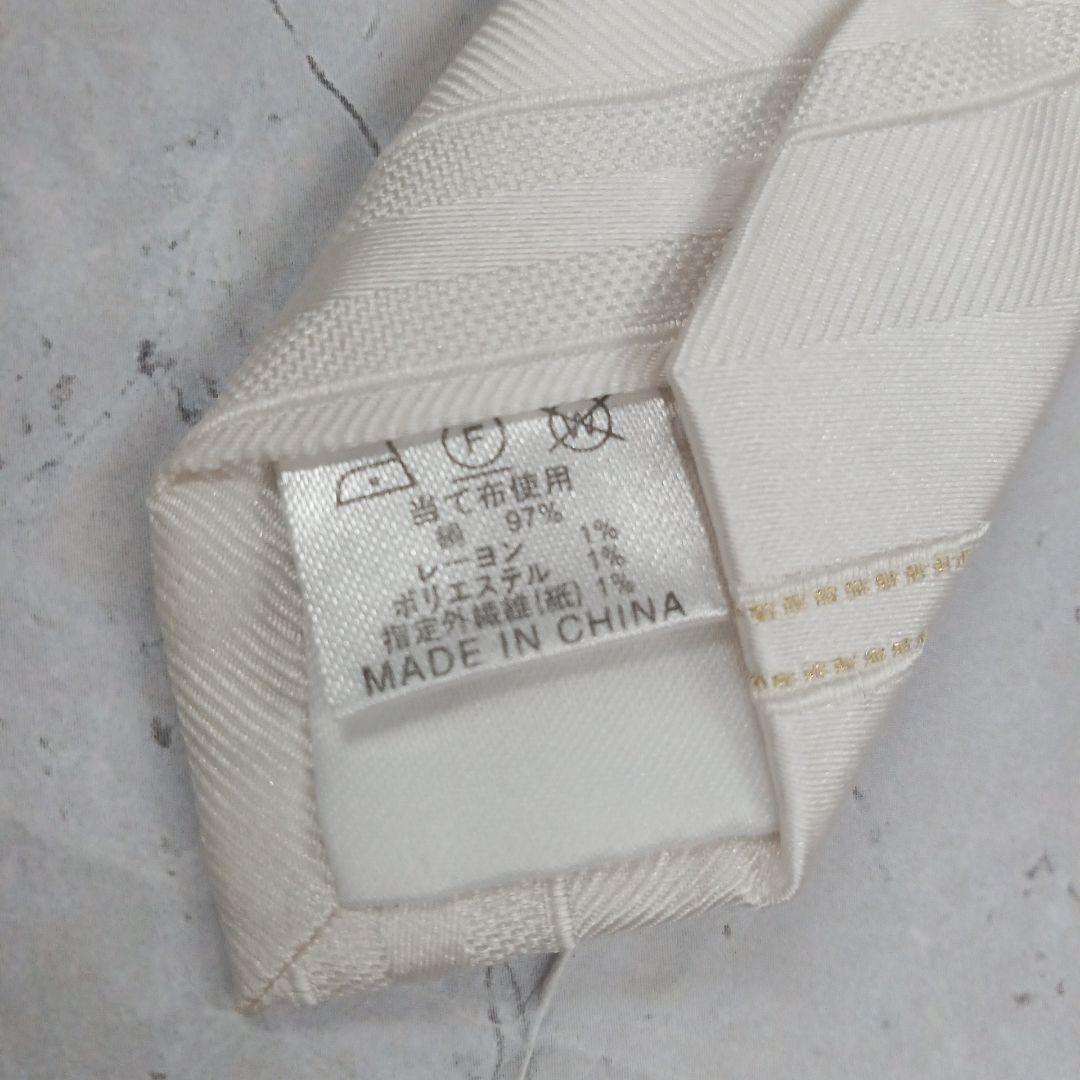 F W
当て布使用
絹 97%
レーヨン 1%
ポリエステル 1%
指定外繊維(紙) 1%
MADE IN CHINA